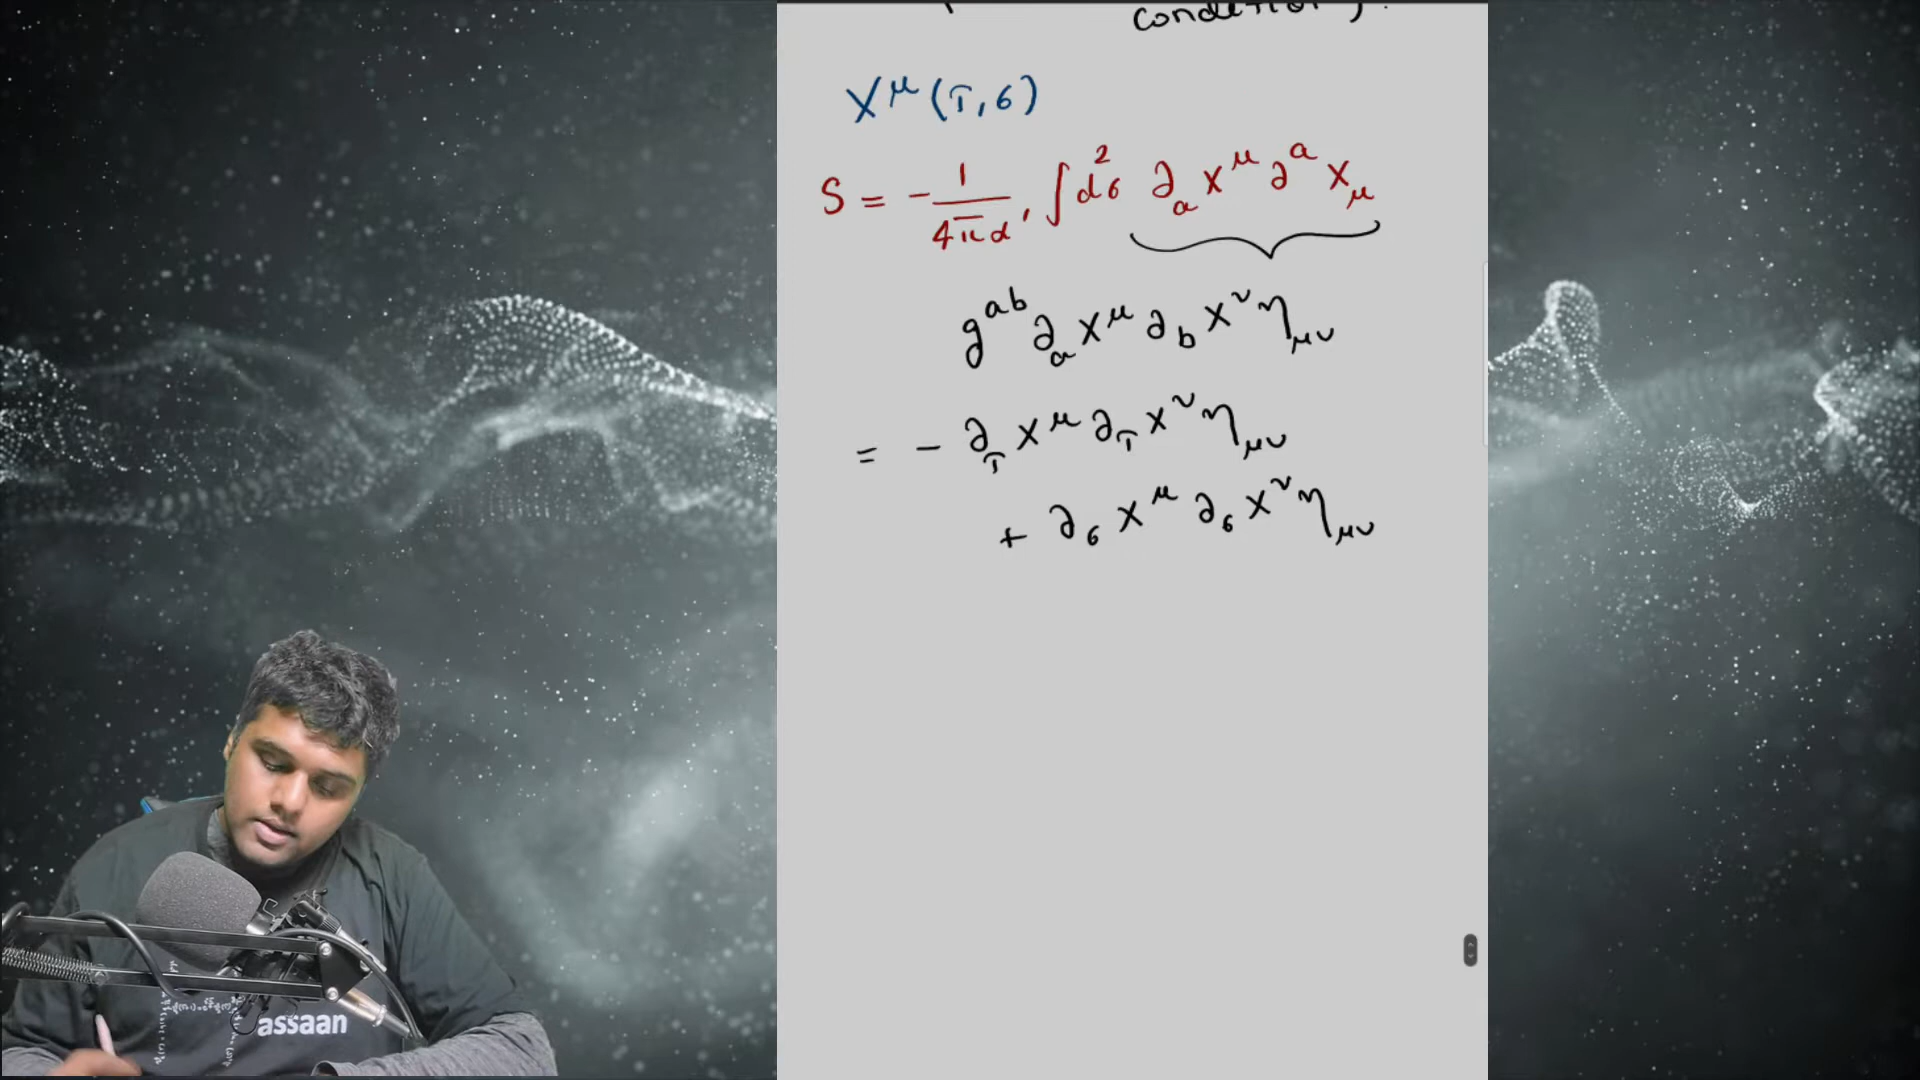 condition).
X^μ(τ,σ)
S = - 1/4πα' ∫d²σ ∂_a X^μ ∂^a X_μ
g^{ab} ∂_a X^μ ∂_b X^ν η_{μν}
= - ∂_τ X^μ ∂_τ X^ν η_{μν}
+ ∂_σ X^μ ∂_σ X^ν η_{μν}
assaan